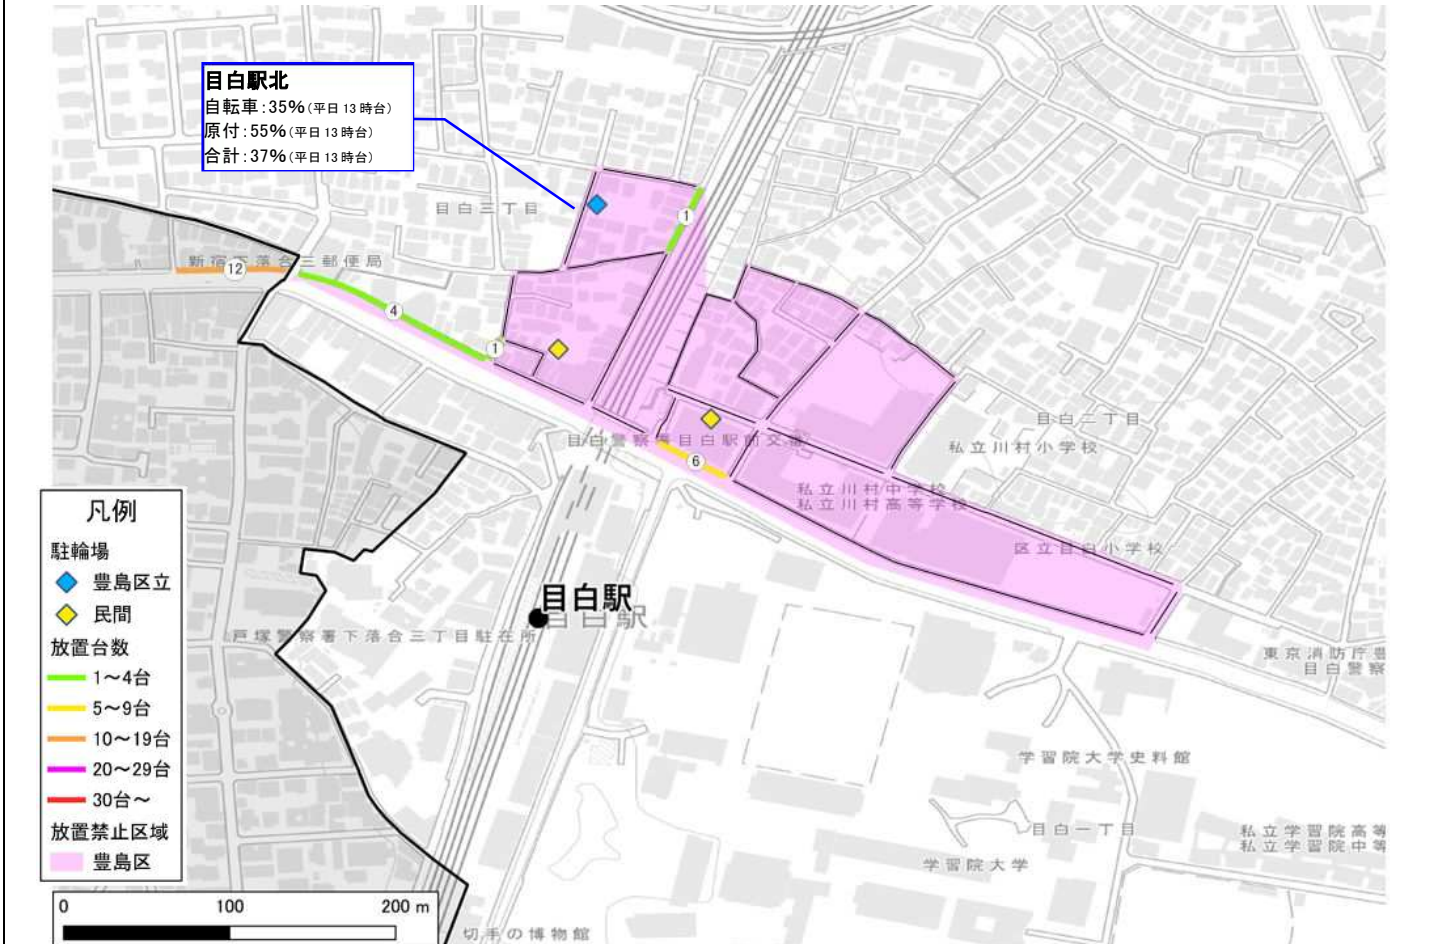 目白駅北
自転車：35%（平日13時台）
原付：55%（平日13時台）
合計：37%（平日13時台）
目白三丁目
1
新宿下落合三郵便局
12
4
1
目白二丁目
私立川村小学校
目白警察署目白駅前交番
6
私立川村中学校
私立川村高等学校
区立目白小学校
目白駅
目白駅
戸塚警察署下落合三丁目駐在所
東京消防庁豊
目白警察
学習院大学史料館
目白一丁目
私立学習院高等
私立学習院中等
学習院大学
切手の博物館
凡例
駐輪場
豊島区立
民間
放置台数
1～4台
5～9台
10～19台
20～29台
30台～
放置禁止区域
豊島区
0 100 200 m